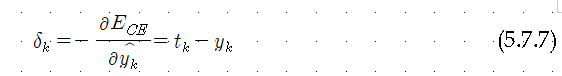 δ_k = − ∂E_CE / ∂ŷ_k = t_k − y_k (5.7.7)